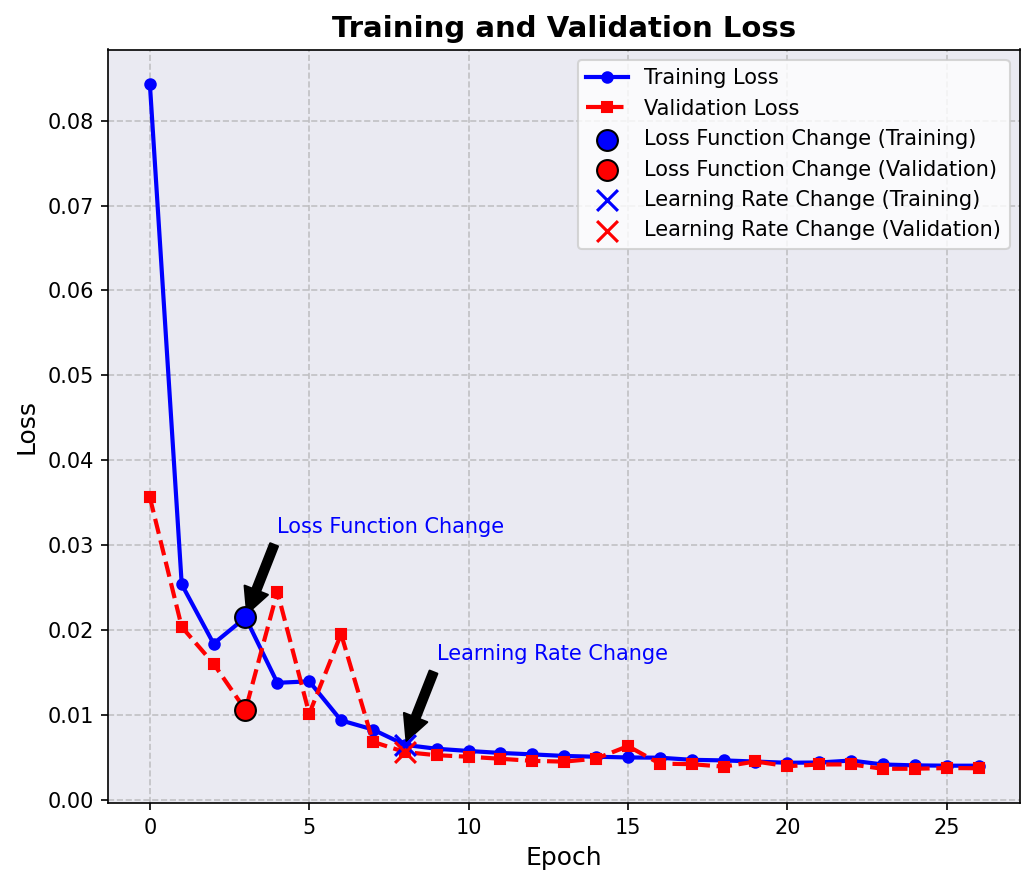 Training and Validation Loss
Training Loss
Validation Loss
Loss Function Change (Training)
Loss Function Change (Validation)
Learning Rate Change (Training)
Learning Rate Change (Validation)
0.08
0.07
0.06
0.05
0.04
0.03
0.02
0.01
0.00
Loss
Loss Function Change
Learning Rate Change
0 5 10 15 20 25
Epoch